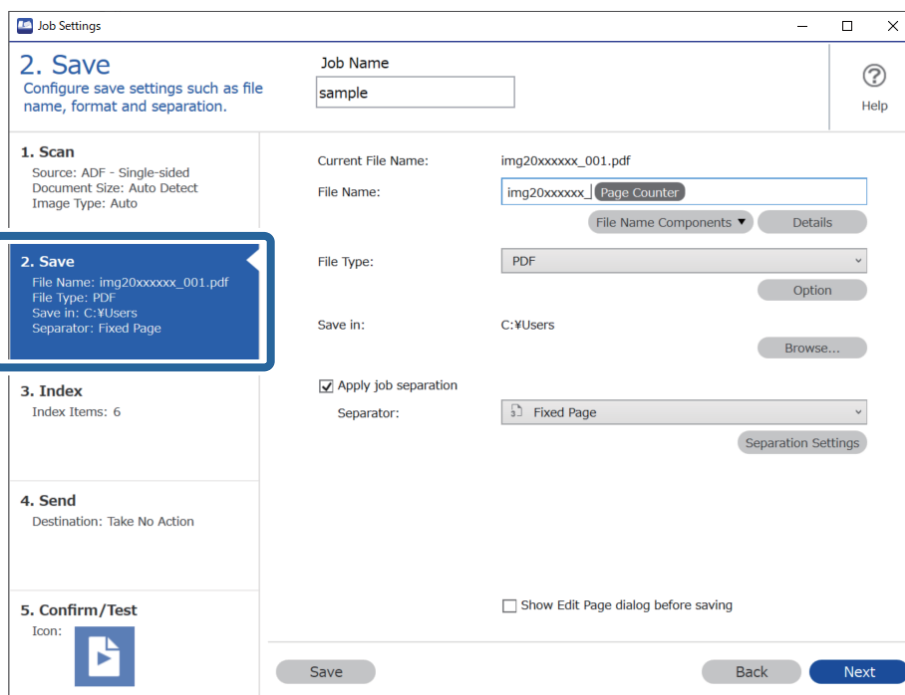 Job Settings
2. Save
Configure save settings such as file
name, format and separation.
Job Name
sample
Help
1. Scan
Source: ADF - Single-sided
Document Size: Auto Detect
Image Type: Auto
2. Save
File Name: img20xxxxxx_001.pdf
File Type: PDF
Save in: C:¥Users
Separator: Fixed Page
3. Index
Index Items: 6
4. Send
Destination: Take No Action
5. Confirm/Test
Icon:
Current File Name: img20xxxxxx_001.pdf
File Name: img20xxxxxx_ Page Counter
File Name Components ▼ Details
File Type: PDF
Option
Save in: C:¥Users
Browse...
Apply job separation
Separator: Fixed Page
Separation Settings
Show Edit Page dialog before saving
Save Back Next